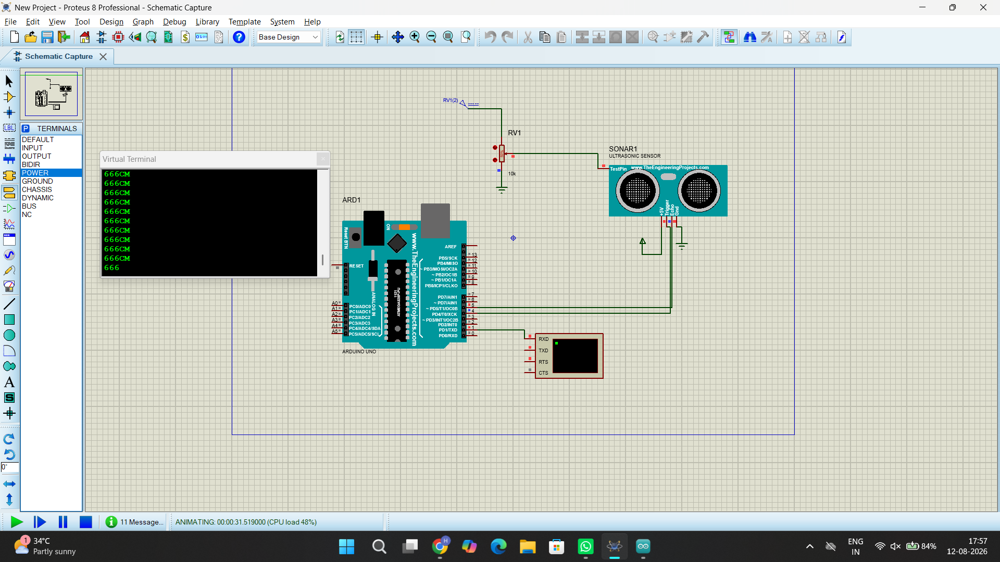 New Project - Proteus 8 Professional - Schematic Capture
File Edit View Tool Design Graph Debug Library Template System Help
Base Design
Schematic Capture
TERMINALS
DEFAULT
INPUT
OUTPUT
BIDIR
POWER
GROUND
CHASSIS
DYNAMIC
BUS
NC
LBL
0°
RV1(2)
RV1
50%
10k
SONAR1
ULTRASONIC SENSOR
TestPin
www.TheEngineeringProjects.com
+5V
Trigger
Echo
Gnd
Virtual Terminal
666CM
666CM
666CM
666CM
666CM
666CM
666CM
666CM
666CM
666CM
666
ARD1
Reset BTN
ON
www.TheEngineeringProjects.com
ANALOG IN
ATMEGA328P-PU
1121
RESET
AREF
PB5/SCK 13
PB4/MISO 12
~ PB3/MOSI/OC2A 11
~ PB2/OC1B 10
~ PB1/OC1A 9
PB0/ICP1/CLKO 8
PD7/AIN1 7
~ PD7/AIN1 6
~ PD5/T1/OC0B 5
PD4/T0/XCK 4
~ PD3/INT1/OC2B 3
PD2/INT0 2
PD1/TXD 1
PD0/RXD 0
A0 PC0/ADC0
A1 PC1/ADC1
A2 PC2/ADC2
A3 PC3/ADC3
A4 PC4/ADC4/SDA
A5 PC5/ADC5/SCL
ARDUINO UNO
RXD
TXD
RTS
CTS
11 Message...
ANIMATING: 00:00:31.519000 (CPU load 48%)
1
34°C
Partly sunny
ENG
IN
84%
17:57
12-08-2026